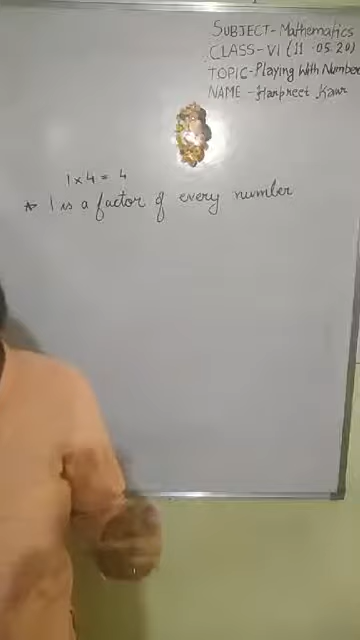 SUBJECT- Mathematics
CLASS-VI (11.05.20)
TOPIC-Playing With Number
NAME - Harpreet Kaur
1 × 4 = 4
* 1 is a factor of every number